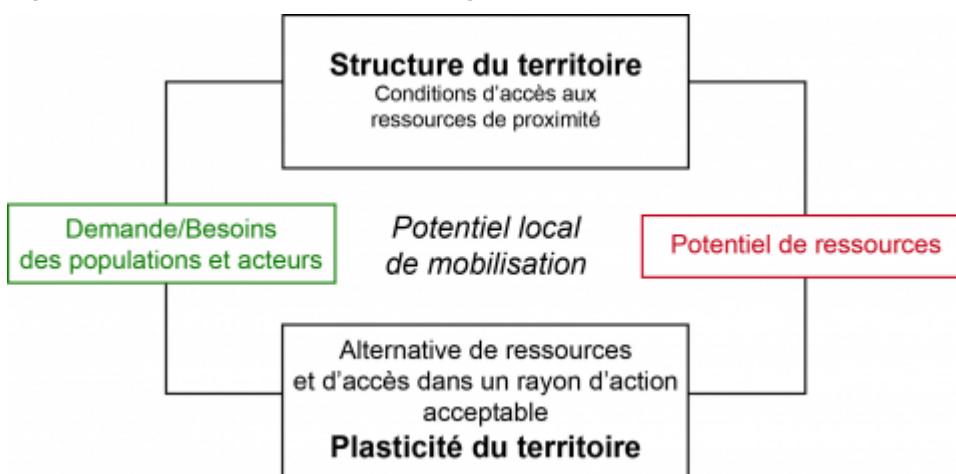 Structure du territoire
Conditions d'accès aux
ressources de proximité
Demande/Besoins
des populations et acteurs
Potentiel local
de mobilisation
Potentiel de ressources
Alternative de ressources
et d'accès dans un rayon d'action
acceptable
Plasticité du territoire